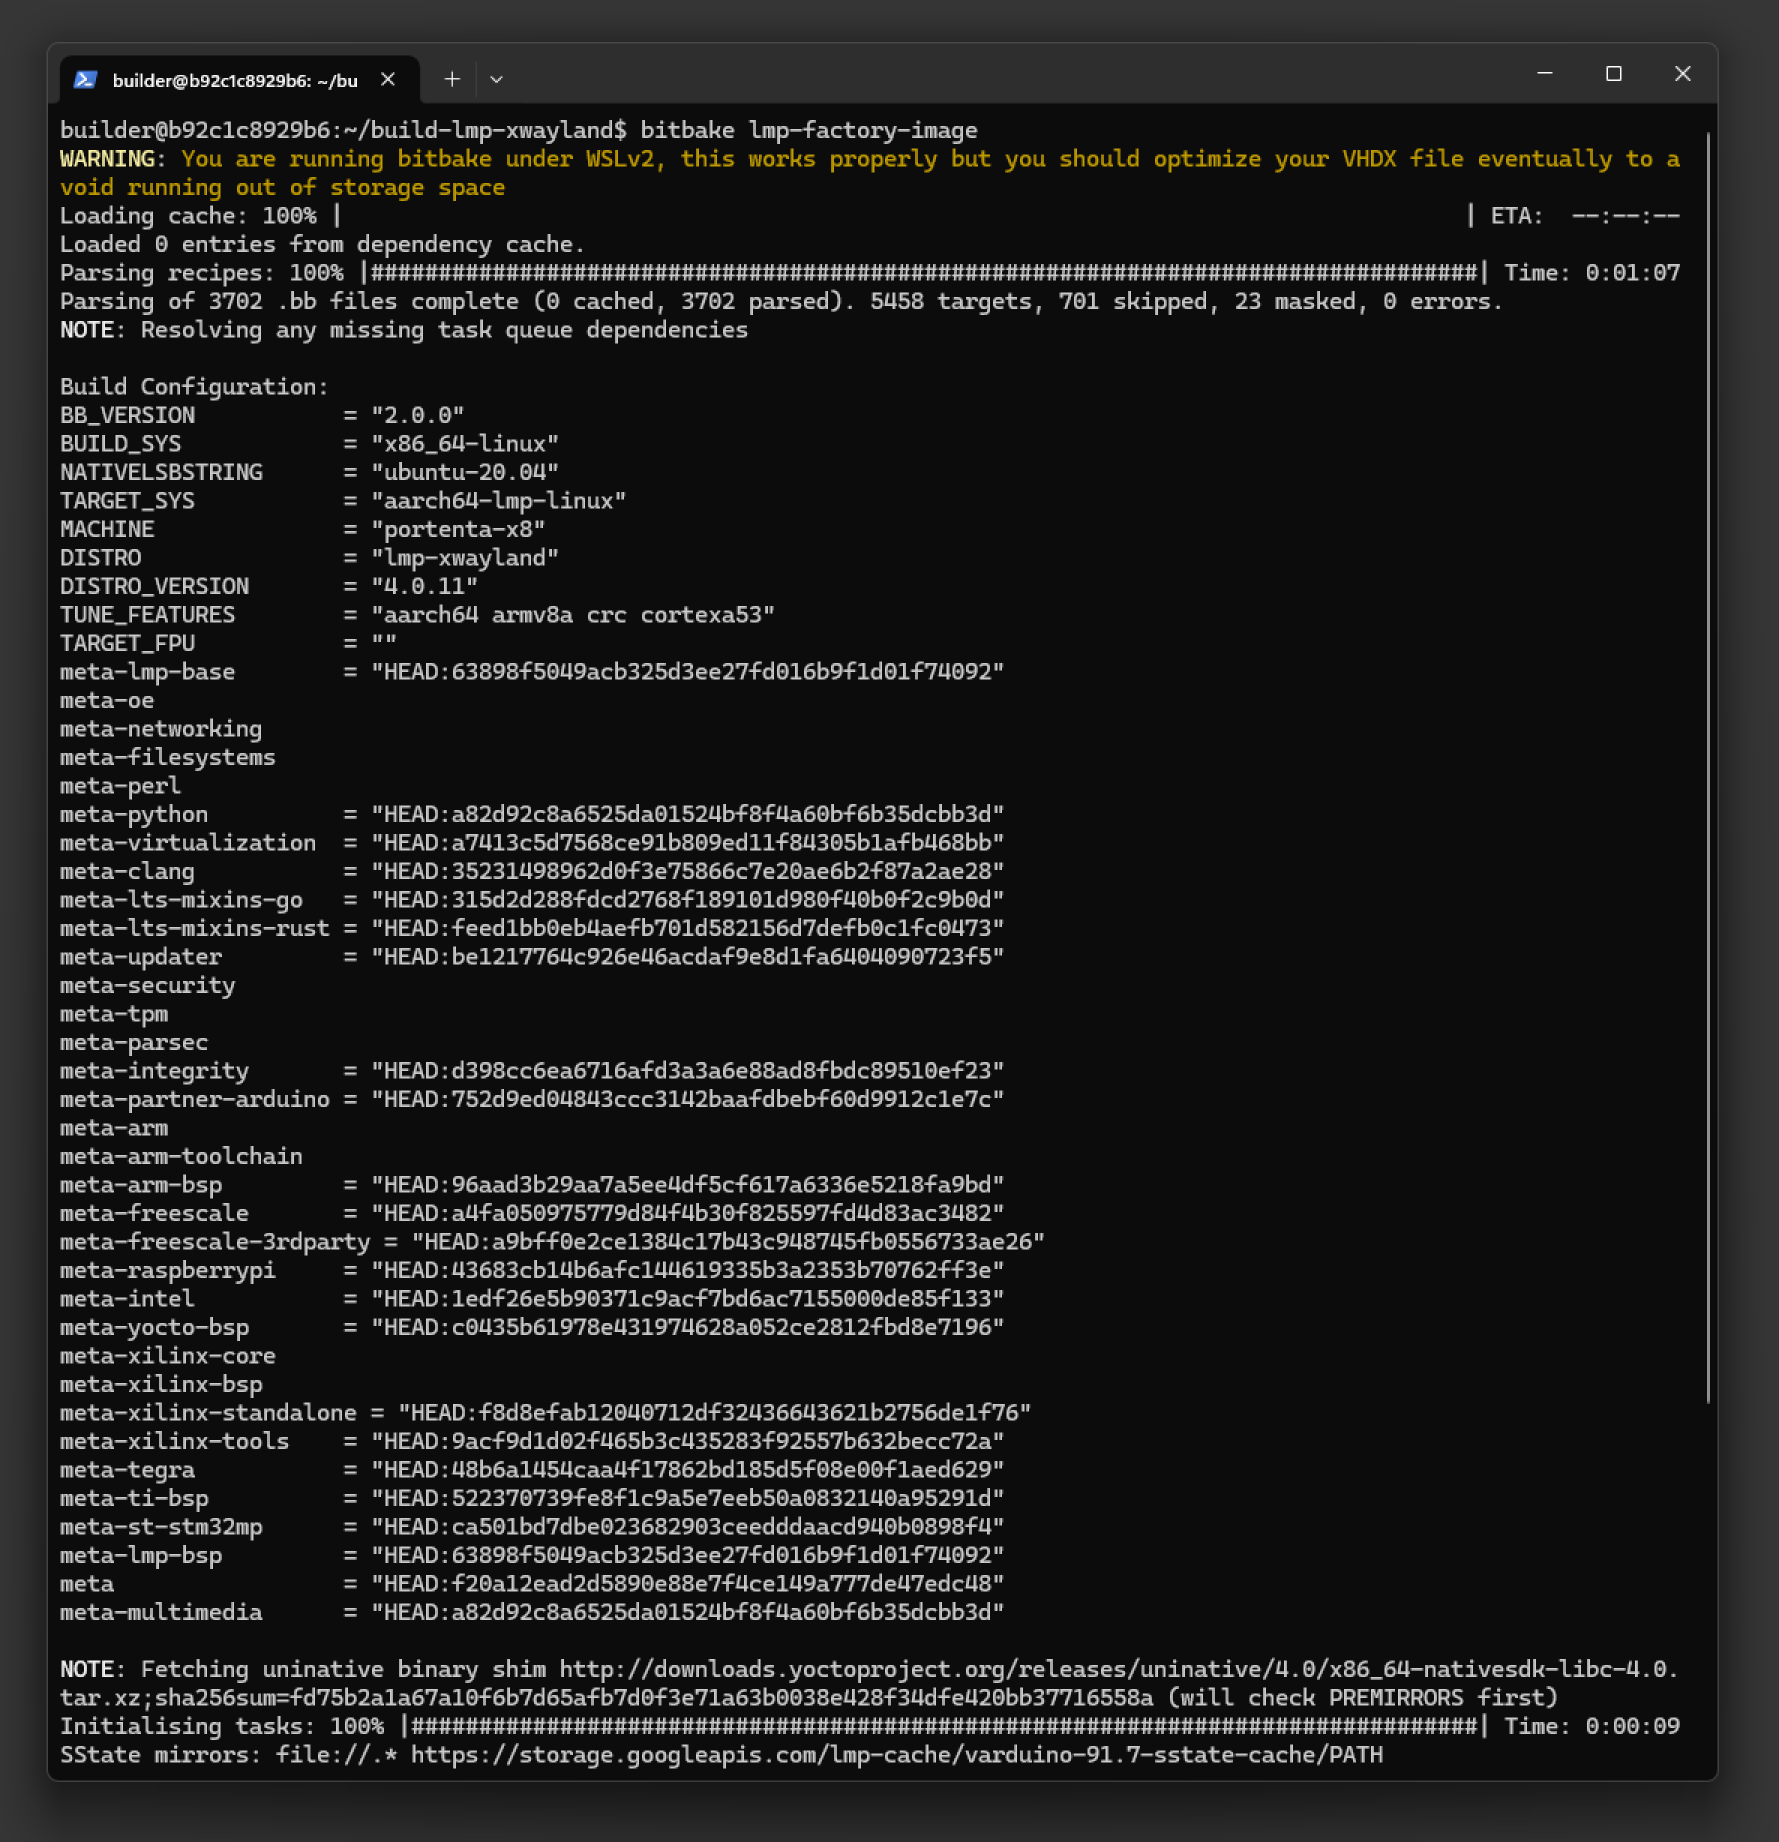 builder@b92c1c8929b6: ~/bu
builder@b92c1c8929b6:~/build-lmp-xwayland$ bitbake lmp-factory-image
WARNING: You are running bitbake under WSLv2, this works properly but you should optimize your VHDX file eventually to a
void running out of storage space
Loading cache: 100% | | ETA:  --:--:--
Loaded 0 entries from dependency cache.
Parsing recipes: 100% |##################################################################################| Time: 0:01:07
Parsing of 3702 .bb files complete (0 cached, 3702 parsed). 5458 targets, 701 skipped, 23 masked, 0 errors.
NOTE: Resolving any missing task queue dependencies
Build Configuration:
BB_VERSION           = "2.0.0"
BUILD_SYS            = "x86_64-linux"
NATIVELSBSTRING      = "ubuntu-20.04"
TARGET_SYS           = "aarch64-lmp-linux"
MACHINE              = "portenta-x8"
DISTRO               = "lmp-xwayland"
DISTRO_VERSION       = "4.0.11"
TUNE_FEATURES        = "aarch64 armv8a crc cortexa53"
TARGET_FPU           = ""
meta-lmp-base        = "HEAD:63898f5049acb325d3ee27fd016b9f1d01f74092"
meta-oe
meta-networking
meta-filesystems
meta-perl
meta-python          = "HEAD:a82d92c8a6525da01524bf8f4a60bf6b35dcbb3d"
meta-virtualization  = "HEAD:a7413c5d7568ce91b809ed11f84305b1afb468bb"
meta-clang           = "HEAD:35231498962d0f3e75866c7e20ae6b2f87a2ae28"
meta-lts-mixins-go   = "HEAD:315d2d288fdcd2768f189101d980f40b0f2c9b0d"
meta-lts-mixins-rust = "HEAD:feed1bb0eb4aefb701d582156d7defb0c1fc0473"
meta-updater         = "HEAD:be1217764c926e46acdaf9e8d1fa6404090723f5"
meta-security
meta-tpm
meta-parsec
meta-integrity       = "HEAD:d398cc6ea6716afd3a3a6e88ad8fbdc89510ef23"
meta-partner-arduino = "HEAD:752d9ed04843ccc3142baafdbebf60d9912c1e7c"
meta-arm
meta-arm-toolchain
meta-arm-bsp         = "HEAD:96aad3b29aa7a5ee4df5cf617a6336e5218fa9bd"
meta-freescale       = "HEAD:a4fa050975779d84f4b30f825597fd4d83ac3482"
meta-freescale-3rdparty = "HEAD:a9bff0e2ce1384c17b43c948745fb0556733ae26"
meta-raspberrypi     = "HEAD:43683cb14b6afc144619335b3a2353b70762ff3e"
meta-intel           = "HEAD:1edf26e5b90371c9acf7bd6ac7155000de85f133"
meta-yocto-bsp       = "HEAD:c0435b61978e431974628a052ce2812fbd8e7196"
meta-xilinx-core
meta-xilinx-bsp
meta-xilinx-standalone = "HEAD:f8d8efab12040712df32436643621b2756de1f76"
meta-xilinx-tools    = "HEAD:9acf9d1d02f465b3c435283f92557b632becc72a"
meta-tegra           = "HEAD:48b6a1454caa4f17862bd185d5f08e00f1aed629"
meta-ti-bsp          = "HEAD:522370739fe8f1c9a5e7eeb50a0832140a95291d"
meta-st-stm32mp      = "HEAD:ca501bd7dbe023682903ceedddaacd940b0898f4"
meta-lmp-bsp         = "HEAD:63898f5049acb325d3ee27fd016b9f1d01f74092"
meta                 = "HEAD:f20a12ead2d5890e88e7f4ce149a777de47edc48"
meta-multimedia      = "HEAD:a82d92c8a6525da01524bf8f4a60bf6b35dcbb3d"
NOTE: Fetching uninative binary shim http://downloads.yoctoproject.org/releases/uninative/4.0/x86_64-nativesdk-libc-4.0.
tar.xz;sha256sum=fd75b2a1a67a10f6b7d65afb7d0f3e71a63b0038e428f34dfe420bb37716558a (will check PREMIRRORS first)
Initialising tasks: 100% |###############################################################################| Time: 0:00:09
SState mirrors: file://.* https://storage.googleapis.com/lmp-cache/varduino-91.7-sstate-cache/PATH